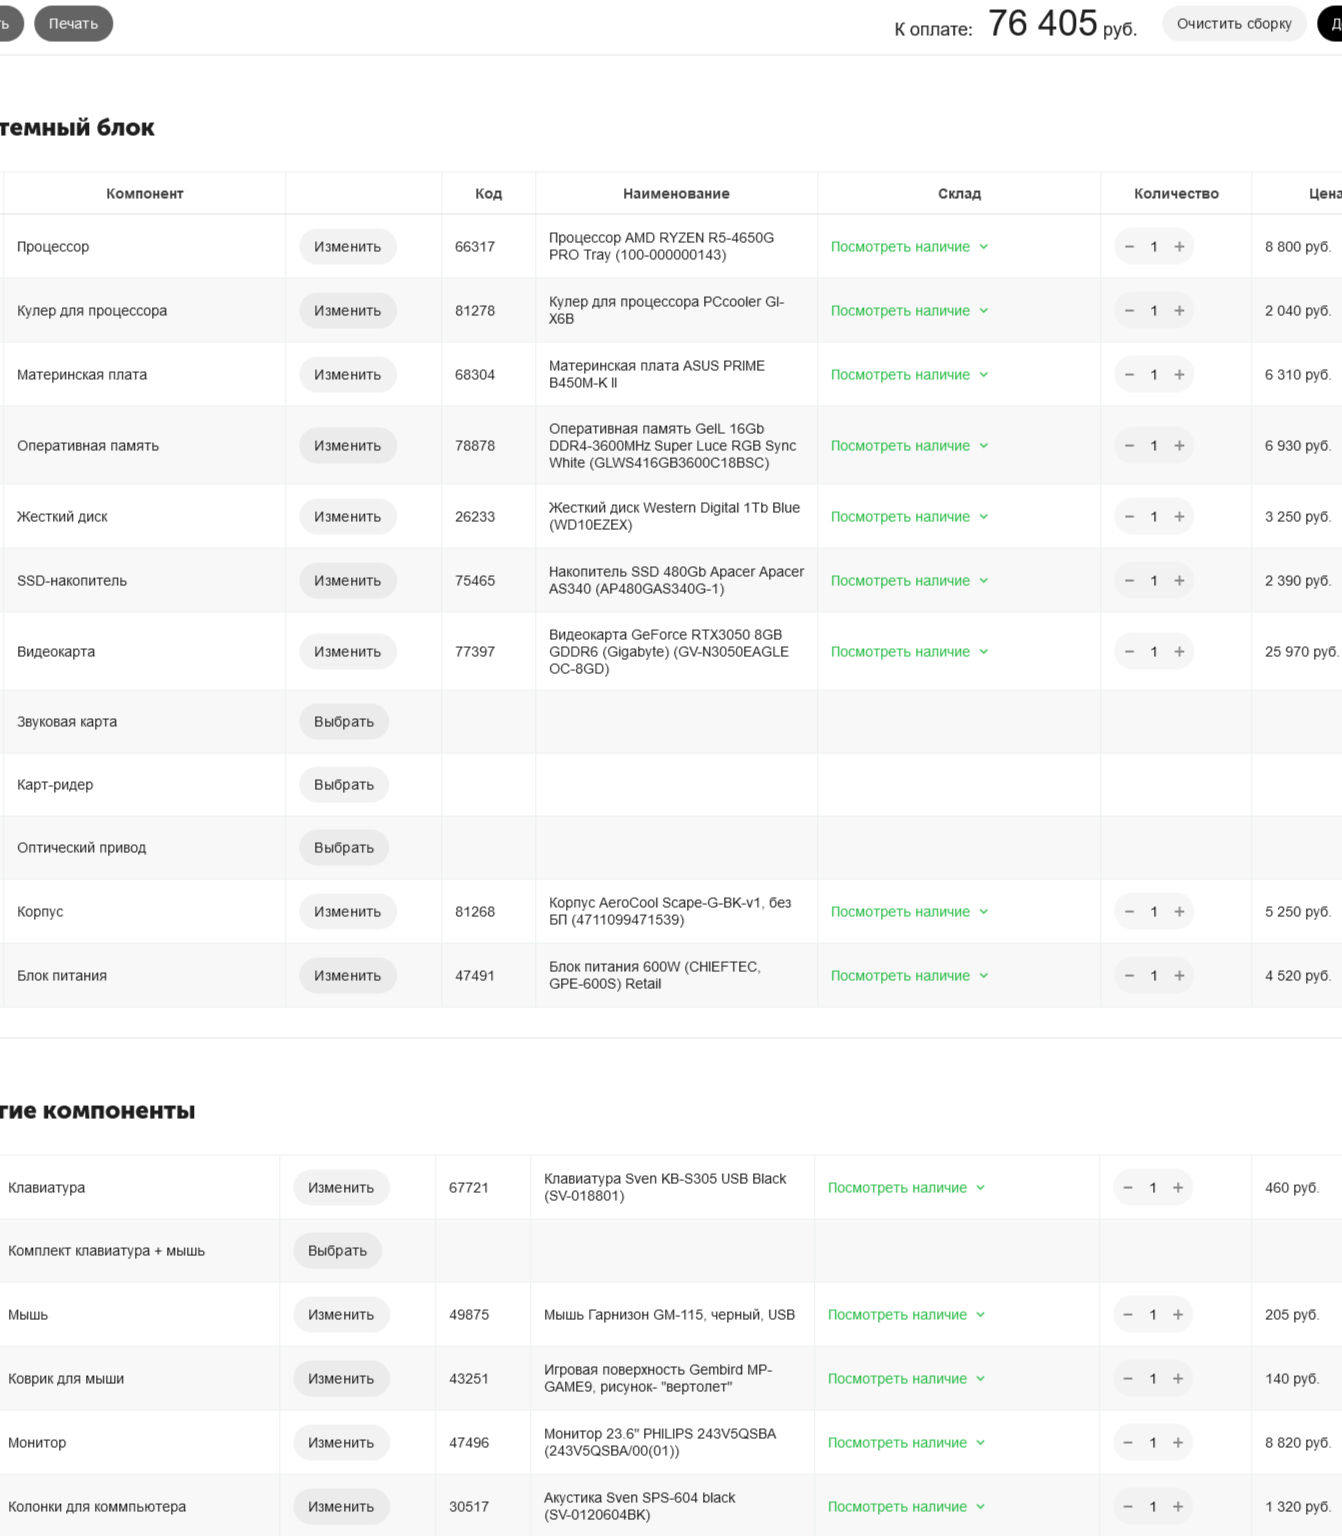 ь
Печать
К оплате: 76 405 руб.
Очистить сборку
Д
темный блок
Компонент Код Наименование Склад Количество Цена
Процессор Изменить 66317 Процессор AMD RYZEN R5-4650G Посмотреть наличие − 1 + 8 800 руб.
PRO Tray (100-000000143)
Кулер для процессора Изменить 81278 Кулер для процессора PCcooler GI- Посмотреть наличие − 1 + 2 040 руб.
X6B
Материнская плата Изменить 68304 Материнская плата ASUS PRIME Посмотреть наличие − 1 + 6 310 руб.
B450M-K II
Оперативная память Изменить 78878 Оперативная память GeIL 16Gb Посмотреть наличие − 1 + 6 930 руб.
DDR4-3600MHz Super Luce RGB Sync
White (GLWS416GB3600C18BSC)
Жесткий диск Изменить 26233 Жесткий диск Western Digital 1Tb Blue Посмотреть наличие − 1 + 3 250 руб.
(WD10EZEX)
SSD-накопитель Изменить 75465 Накопитель SSD 480Gb Apacer Apacer Посмотреть наличие − 1 + 2 390 руб.
AS340 (AP480GAS340G-1)
Видеокарта Изменить 77397 Видеокарта GeForce RTX3050 8GB Посмотреть наличие − 1 + 25 970 руб.
GDDR6 (Gigabyte) (GV-N3050EAGLE
OC-8GD)
Звуковая карта Выбрать
Карт-ридер Выбрать
Оптический привод Выбрать
Корпус Изменить 81268 Корпус AeroCool Scape-G-BK-v1, без Посмотреть наличие − 1 + 5 250 руб.
БП (4711099471539)
Блок питания Изменить 47491 Блок питания 600W (CHIEFTEC, Посмотреть наличие − 1 + 4 520 руб.
GPE-600S) Retail
гие компоненты
Клавиатура Изменить 67721 Клавиатура Sven KB-S305 USB Black Посмотреть наличие − 1 + 460 руб.
(SV-018801)
Комплект клавиатура + мышь Выбрать
Мышь Изменить 49875 Мышь Гарнизон GM-115, черный, USB Посмотреть наличие − 1 + 205 руб.
Коврик для мыши Изменить 43251 Игровая поверхность Gembird MP- Посмотреть наличие − 1 + 140 руб.
GAME9, рисунок- "вертолет"
Монитор Изменить 47496 Монитор 23.6" PHILIPS 243V5QSBA Посмотреть наличие − 1 + 8 820 руб.
(243V5QSBA/00(01))
Колонки для коммпьютера Изменить 30517 Акустика Sven SPS-604 black Посмотреть наличие − 1 + 1 320 руб.
(SV-0120604BK)